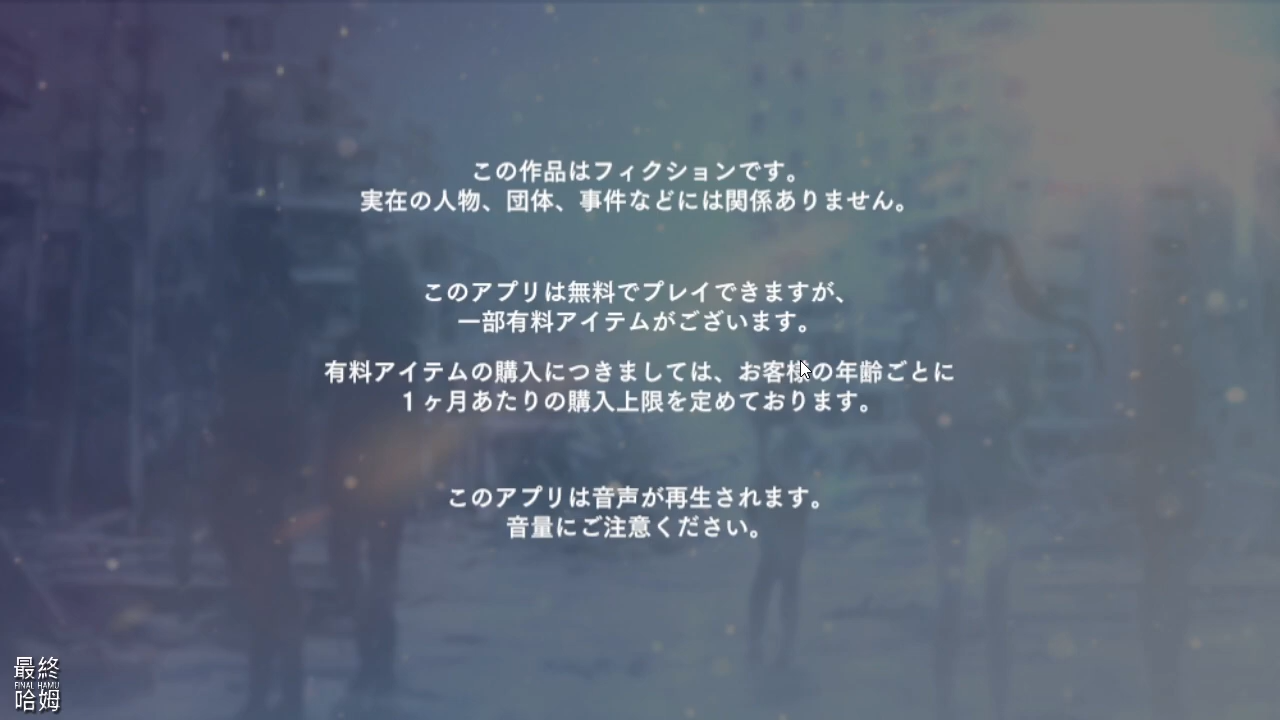 この作品はフィクションです。
実在の人物、団体、事件などには関係ありません。
このアプリは無料でプレイできますが、
一部有料アイテムがございます。
有料アイテムの購入につきましては、お客様の年齢ごとに
１ヶ月あたりの購入上限を定めております。
このアプリは音声が再生されます。
音量にご注意ください。
最終
FINAL HAMU
哈姆